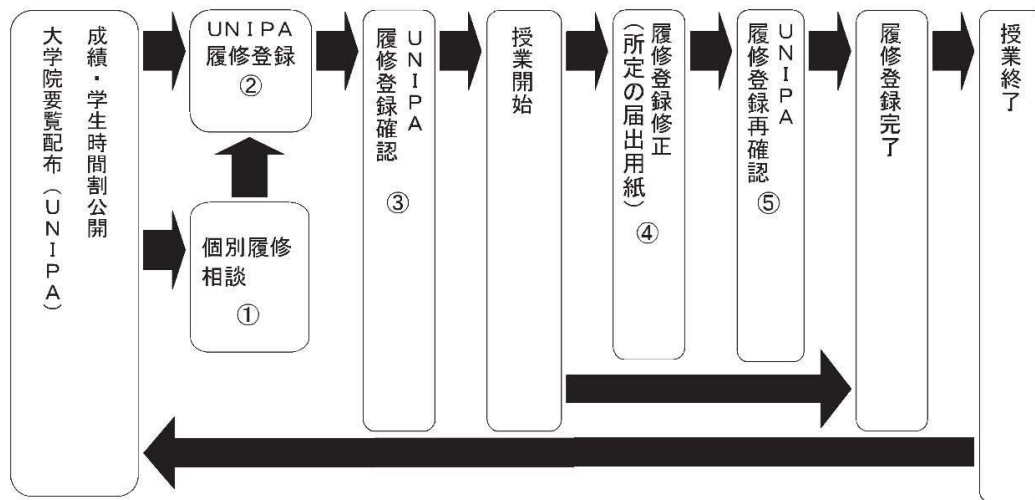 成績・学生時間割公開
大学院要覧配布(UNIPA)
UNIPA
履修登録
②
個別履修
相談
①
UNIPA
履修登録確認
③
授業開始
履修登録修正
(所定の届出用紙)
④
UNIPA
履修登録再確認
⑤
履修登録完了
授業終了